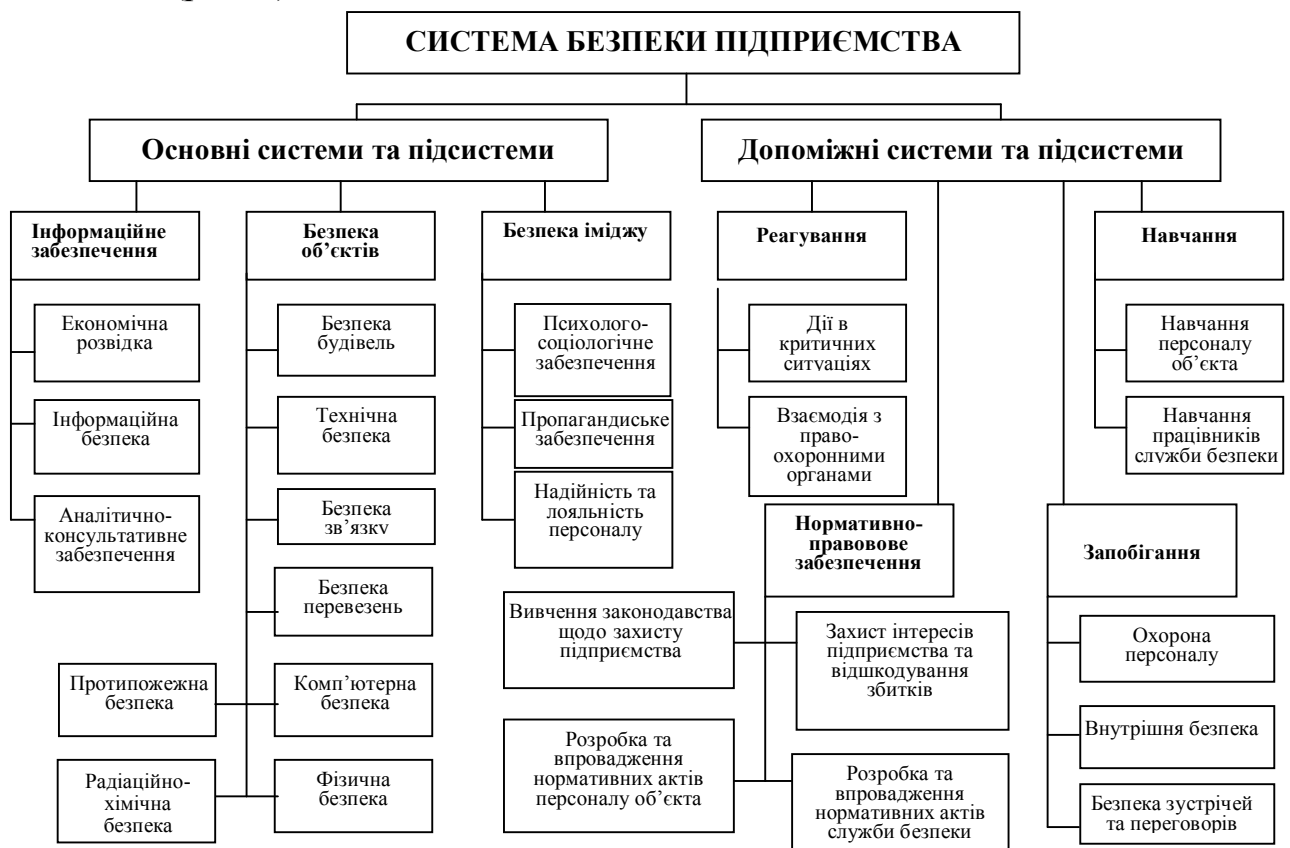 СИСТЕМА БЕЗПЕКИ ПІДПРИЄМСТВА
Основні системи та підсистеми
Допоміжні системи та підсистеми
Інформаційне
забезпечення
Безпека
об’єктів
Безпека іміджу
Реагування
Навчання
Економічна
розвідка
Безпека
будівель
Психолого-
соціологічне
забезпечення
Дії в
критичних
ситуаціях
Навчання
персоналу
об’єкта
Інформаційна
безпека
Технічна
безпека
Пропагандиське
забезпечення
Взаємодія з
право-
охоронними
органами
Навчання
працівників
служби безпеки
Аналітично-
консультативне
забезпечення
Безпека
зв’язку
Надійність та
лояльність
персоналу
Нормативно-
правовове
забезпечення
Запобігання
Безпека
перевезень
Вивчення законодавства
щодо захисту
підприємства
Захист інтересів
підприємства та
відшкодування
збитків
Охорона
персоналу
Протипожежна
безпека
Комп’ютерна
безпека
Внутрішня безпека
Радіаційно-
хімічна
безпека
Фізична
безпека
Розробка та
впровадження
нормативних актів
персоналу об’єкта
Розробка та
впровадження
нормативних актів
служби безпеки
Безпека зустрічей
та переговорів